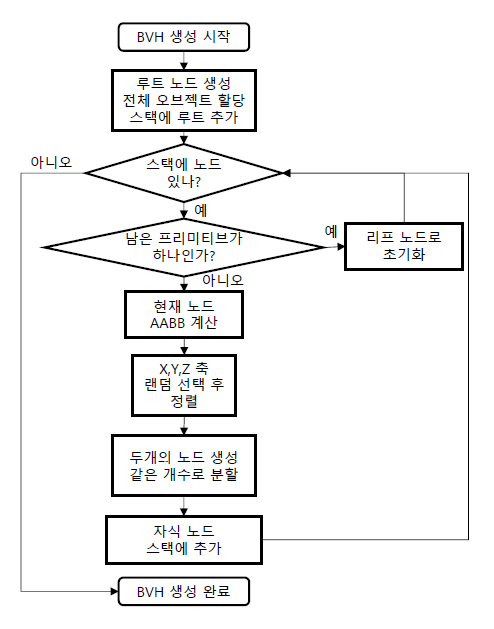 BVH 생성 시작
루트 노드 생성
전체 오브젝트 할당
스택에 루트 추가
아니오
스택에 노드
있나?
예
남은 프리미티브가
하나인가?
예
리프 노드로
초기화
아니오
현재 노드
AABB 계산
X,Y,Z 축
랜덤 선택 후
정렬
두개의 노드 생성
같은 개수로 분할
자식 노드
스택에 추가
BVH 생성 완료